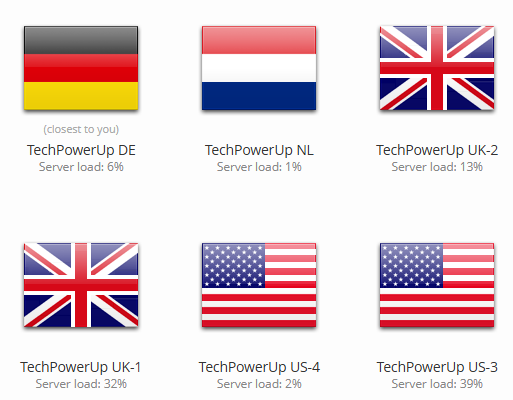 (closest to you)
TechPowerUp DE
Server load: 6%
TechPowerUp NL
Server load: 1%
TechPowerUp UK-2
Server load: 13%
TechPowerUp UK-1
Server load: 32%
TechPowerUp US-4
Server load: 2%
TechPowerUp US-3
Server load: 39%